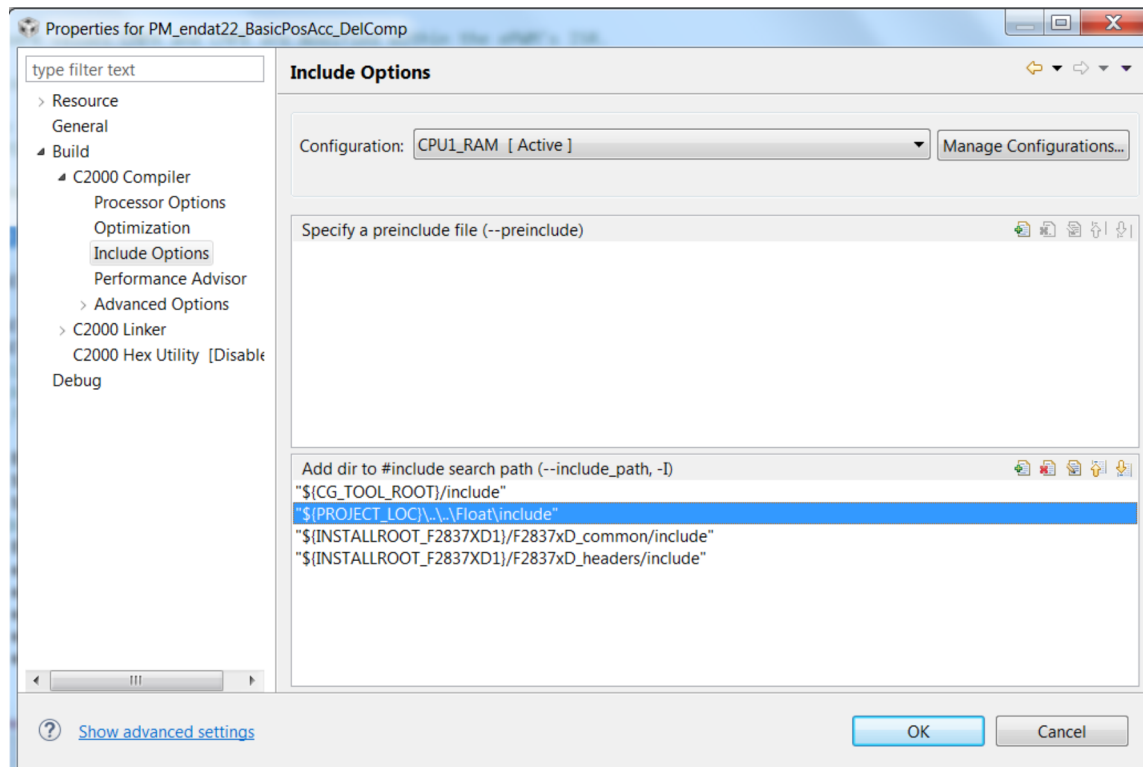 Properties for PM_endat22_BasicPosAcc_DelComp
type filter text
Resource
General
Build
C2000 Compiler
Processor Options
Optimization
Include Options
Performance Advisor
Advanced Options
C2000 Linker
C2000 Hex Utility [Disable
Debug
Include Options
Configuration: CPU1_RAM [ Active ] Manage Configurations...
Specify a preinclude file (--preinclude)
Add dir to #include search path (--include_path, -I)
"${CG_TOOL_ROOT}/include"
"${PROJECT_LOC}\..\..\Float\include"
"${INSTALLROOT_F2837XD1}/F2837xD_common/include"
"${INSTALLROOT_F2837XD1}/F2837xD_headers/include"
Show advanced settings
OK Cancel